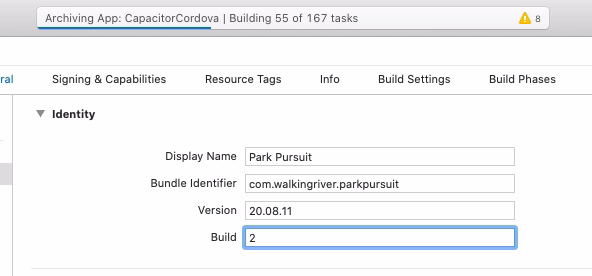 Archiving App: CapacitorCordova | Building 55 of 167 tasks 8
ral Signing & Capabilities Resource Tags Info Build Settings Build Phases
Identity
Display Name Park Pursuit
Bundle Identifier com.walkingriver.parkpursuit
Version 20.08.11
Build 2